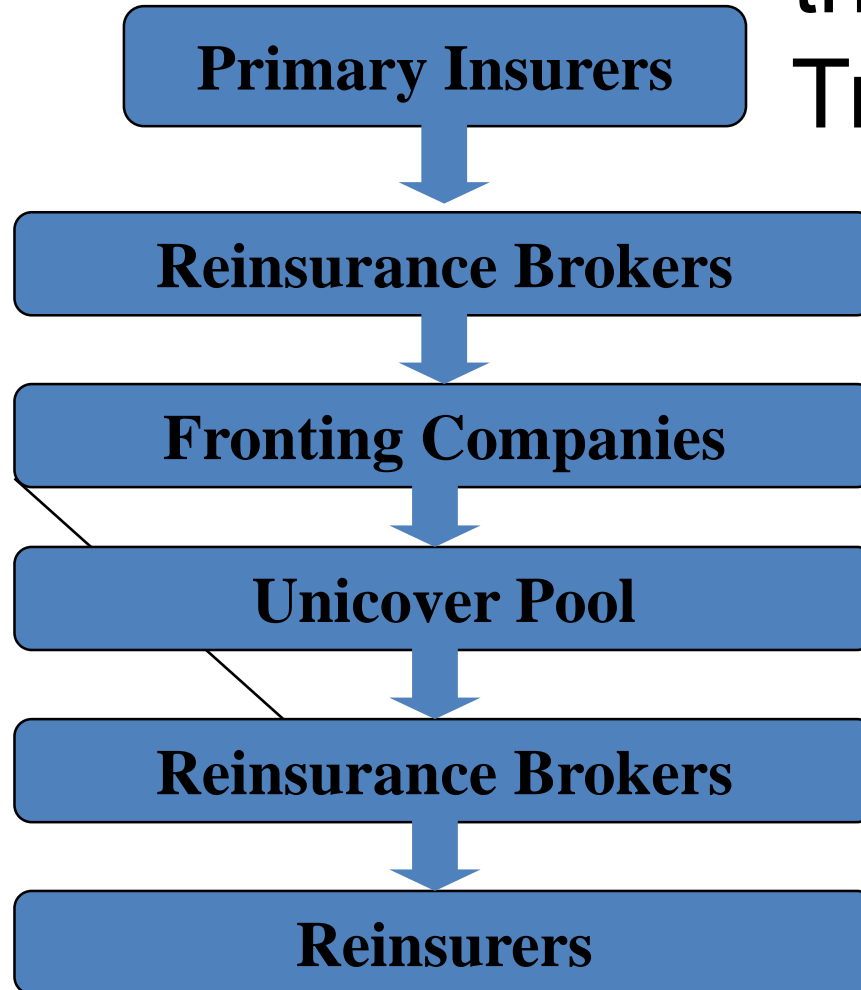 Primary Insurers
Reinsurance Brokers
Fronting Companies
Unicover Pool
Reinsurance Brokers
Reinsurers